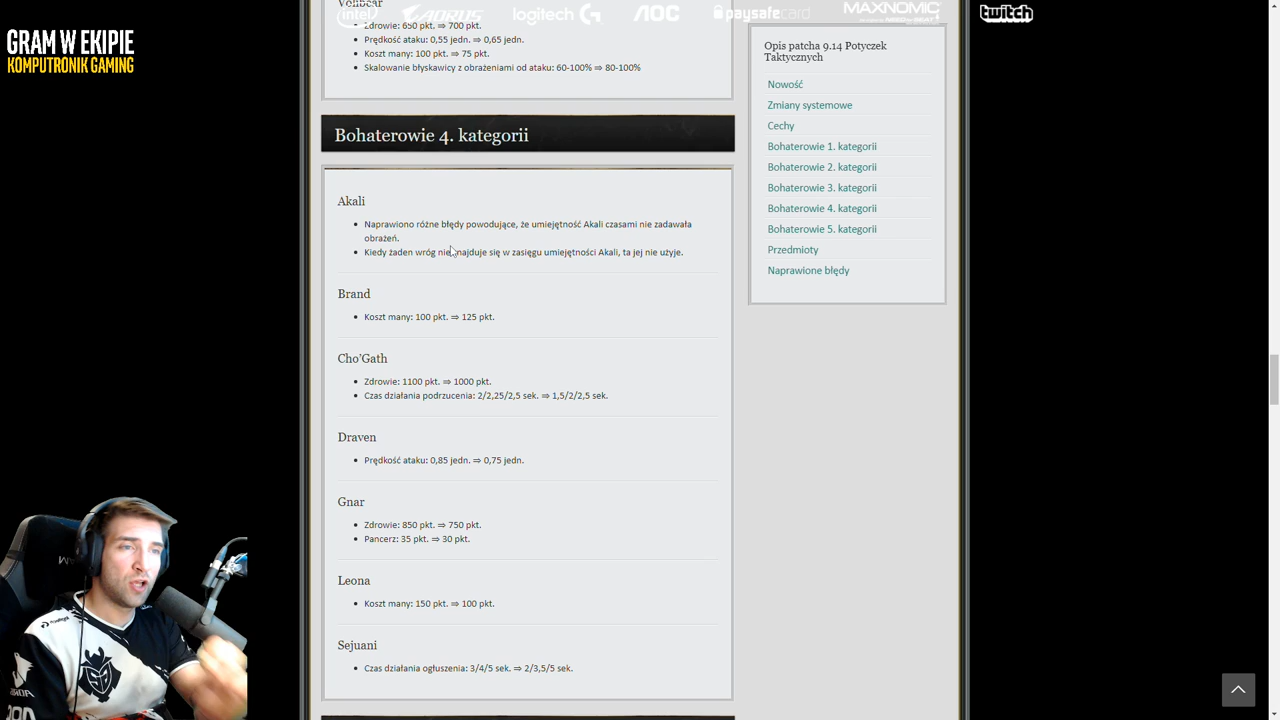 Volibear
intel
AORUS
logitech G
AOC
paysafecard
MAXNOMIC
twitch
GRAM W EKIPIE
KOMPUTRONIK GAMING
Zdrowie: 650 pkt. ⇒ 700 pkt.
Prędkość ataku: 0,55 jedn. ⇒ 0,65 jedn.
Koszt many: 100 pkt. ⇒ 75 pkt.
Skalowanie błyskawicy z obrażeniami od ataku: 60-100% ⇒ 80-100%
Bohaterowie 4. kategorii
Akali
Naprawiono różne błędy powodujące, że umiejętność Akali czasami nie zadawała
obrażeń.
Kiedy żaden wróg nie znajduje się w zasięgu umiejętności Akali, ta jej nie użyje.
Brand
Koszt many: 100 pkt. ⇒ 125 pkt.
Cho'Gath
Zdrowie: 1100 pkt. ⇒ 1000 pkt.
Czas działania podrzucenia: 2/2,25/2,5 sek. ⇒ 1,5/2/2,5 sek.
Draven
Prędkość ataku: 0,85 jedn. ⇒ 0,75 jedn.
Gnar
Zdrowie: 850 pkt. ⇒ 750 pkt.
Pancerz: 35 pkt. ⇒ 30 pkt.
Leona
Koszt many: 150 pkt. ⇒ 100 pkt.
Sejuani
Czas działania ogłuszenia: 3/4/5 sek. ⇒ 2/3,5/5 sek.
Opis patcha 9.14 Potyczek
Taktycznych
Nowość
Zmiany systemowe
Cechy
Bohaterowie 1. kategorii
Bohaterowie 2. kategorii
Bohaterowie 3. kategorii
Bohaterowie 4. kategorii
Bohaterowie 5. kategorii
Przedmioty
Naprawione błędy
G2